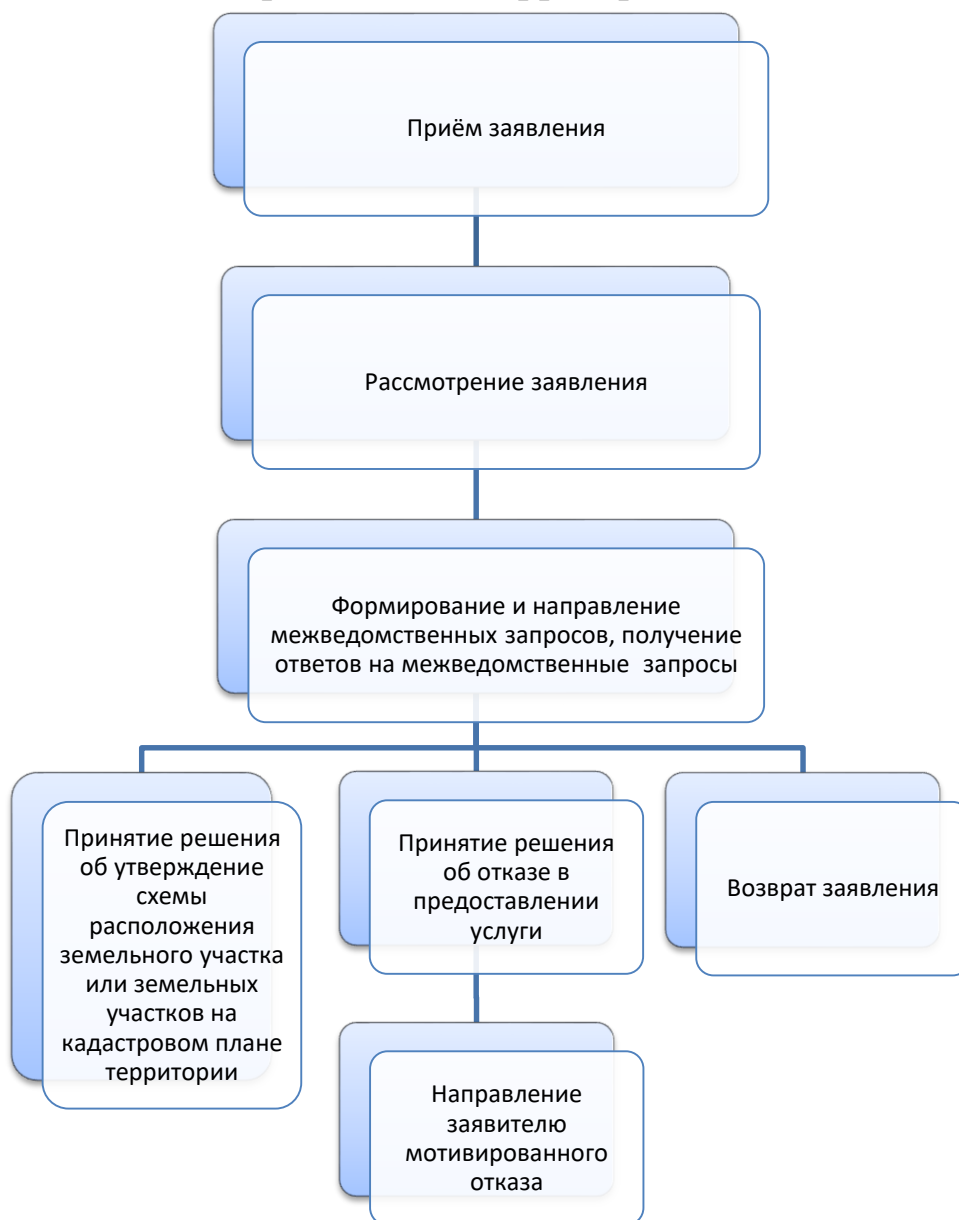 Приём заявления
Рассмотрение заявления
Формирование и направление
межведомственных запросов, получение
ответов на межведомственные  запросы
Принятие решения
об утверждение
схемы
расположения
земельного участка
или земельных
участков на
кадастровом плане
территории
Принятие решения
об отказе в
предоставлении
услуги
Возврат заявления
Направление
заявителю
мотивированного
отказа